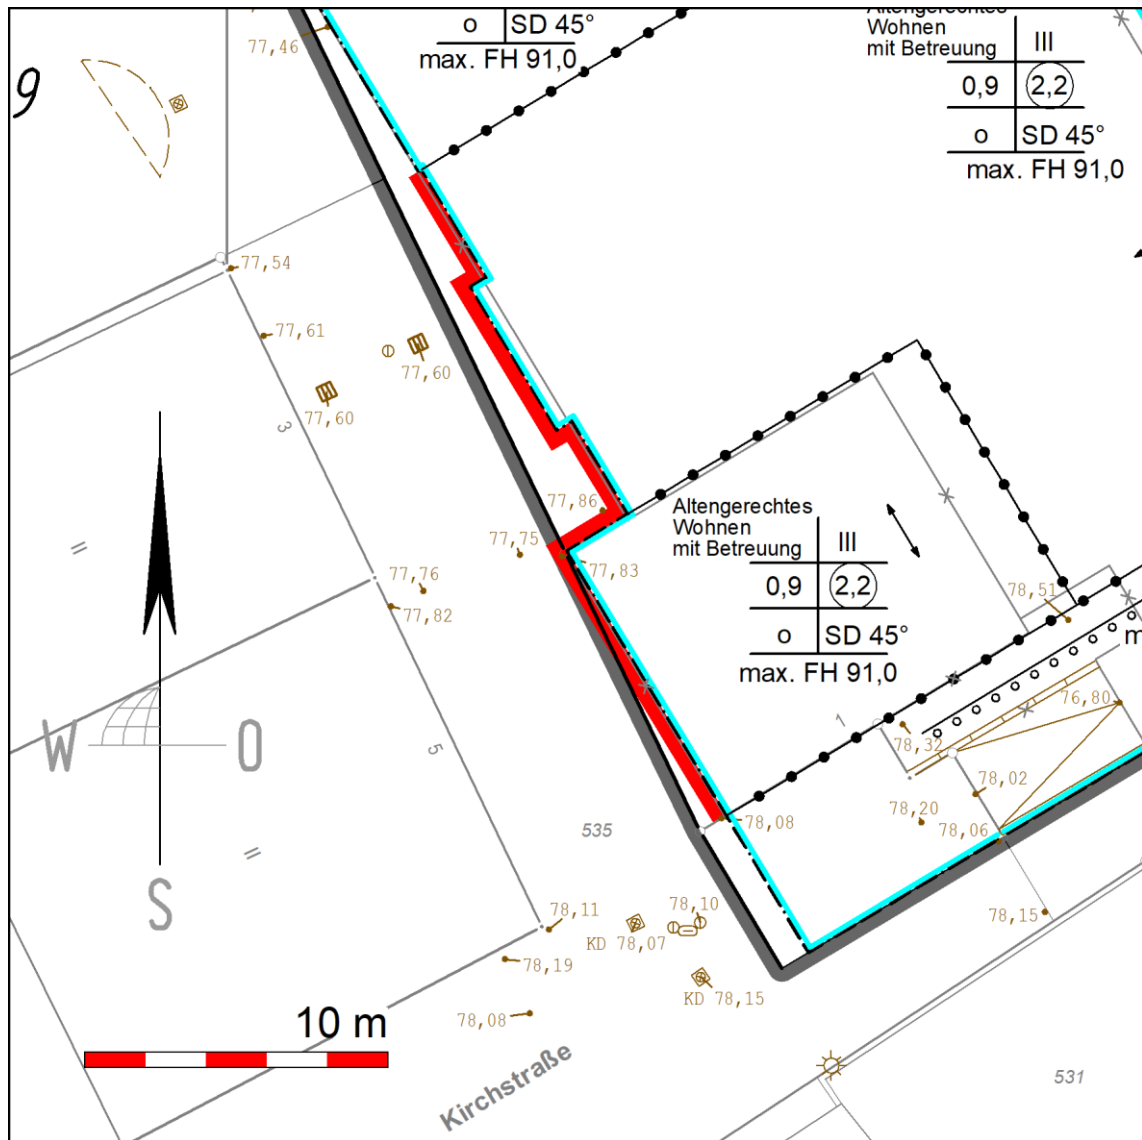 77,46
o SD 45°
max. FH 91,0
Wohnen
mit Betreuung III
0,9 2,2
o SD 45°
max. FH 91,0
9
77,54
77,61
77,60
77,60
3
77,86
77,75
77,83
77,76
77,82
Altengerechtes
Wohnen
mit Betreuung III
0,9 2,2
o SD 45°
max. FH 91,0
78,51
m
76,80
1
78,32
78,02
78,20
78,06
78,08
W O
S
5
535
78,11
78,10
KD 78,07
78,15
78,19
KD 78,15
78,08
10 m
Kirchstraße
531